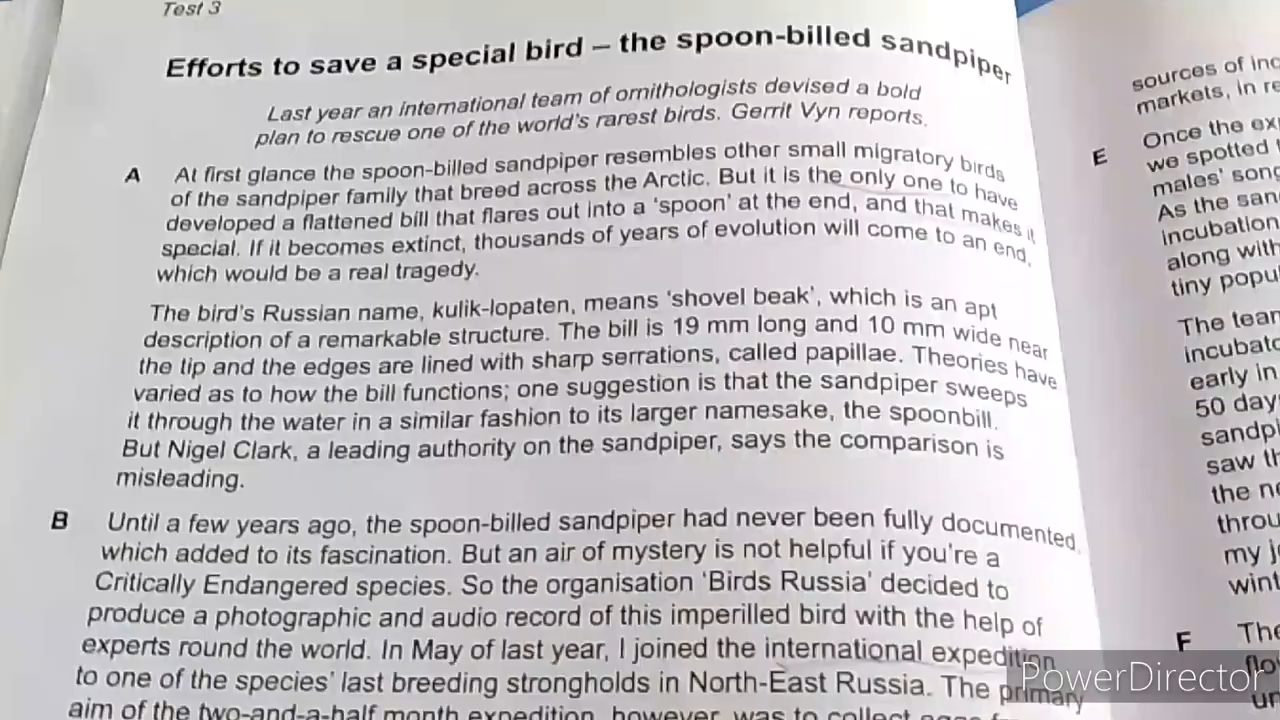 Test 3
Efforts to save a special bird – the spoon-billed sandpiper
Last year an international team of ornithologists devised a bold
plan to rescue one of the world's rarest birds. Gerrit Vyn reports.
A At first glance the spoon-billed sandpiper resembles other small migratory birds
of the sandpiper family that breed across the Arctic. But it is the only one to have
developed a flattened bill that flares out into a 'spoon' at the end, and that makes it
special. If it becomes extinct, thousands of years of evolution will come to an end,
which would be a real tragedy.
The bird's Russian name, kulik-lopaten, means 'shovel beak', which is an apt
description of a remarkable structure. The bill is 19 mm long and 10 mm wide near
the tip and the edges are lined with sharp serrations, called papillae. Theories have
varied as to how the bill functions; one suggestion is that the sandpiper sweeps
it through the water in a similar fashion to its larger namesake, the spoonbill.
But Nigel Clark, a leading authority on the sandpiper, says the comparison is
misleading.
B Until a few years ago, the spoon-billed sandpiper had never been fully documented,
which added to its fascination. But an air of mystery is not helpful if you're a
Critically Endangered species. So the organisation 'Birds Russia' decided to
produce a photographic and audio record of this imperilled bird with the help of
experts round the world. In May of last year, I joined the international expedition
to one of the species' last breeding strongholds in North-East Russia. The primary
aim of the two-and-a-half month expedition, however, was to collect eggs
sources of
markets, in
E Once the
we spotted
males' song
As the
incubation
along with
tiny
The
early in
50
saw
the
my
F The
PowerDirector